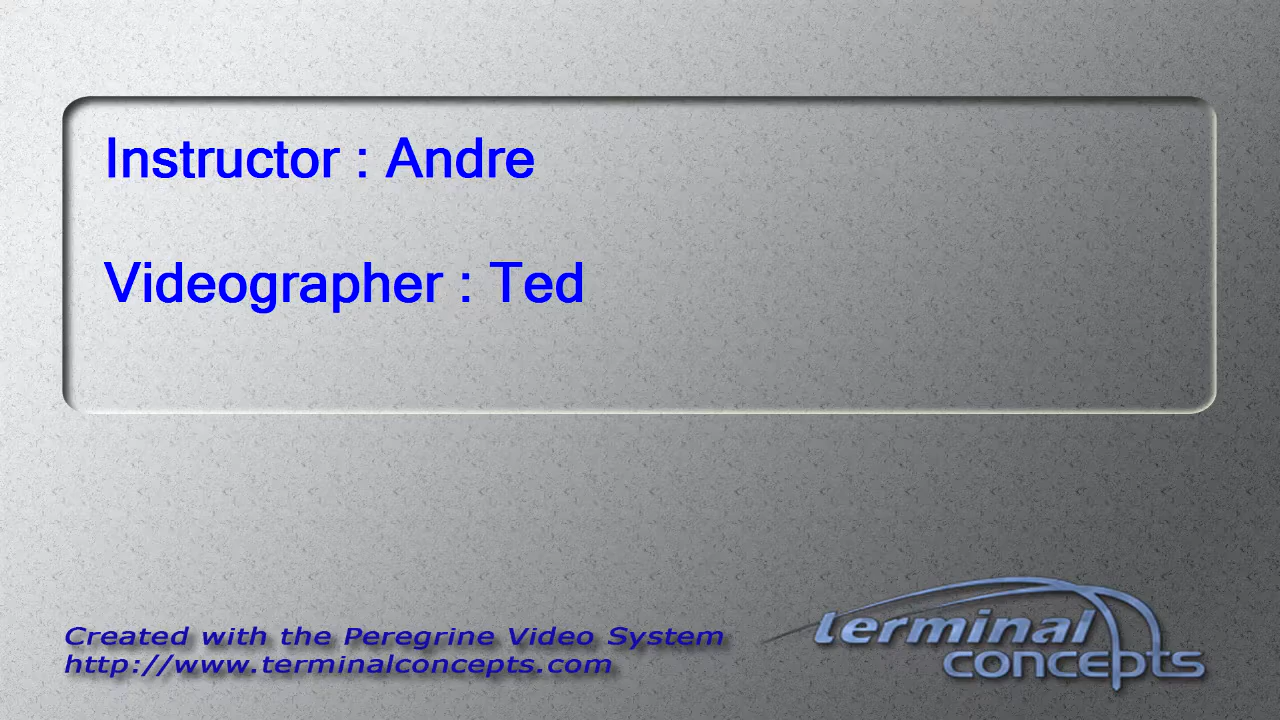 Instructor : Andre
Videographer : Ted
Created with the Peregrine Video System
http://www.terminalconcepts.com
terminal
concepts